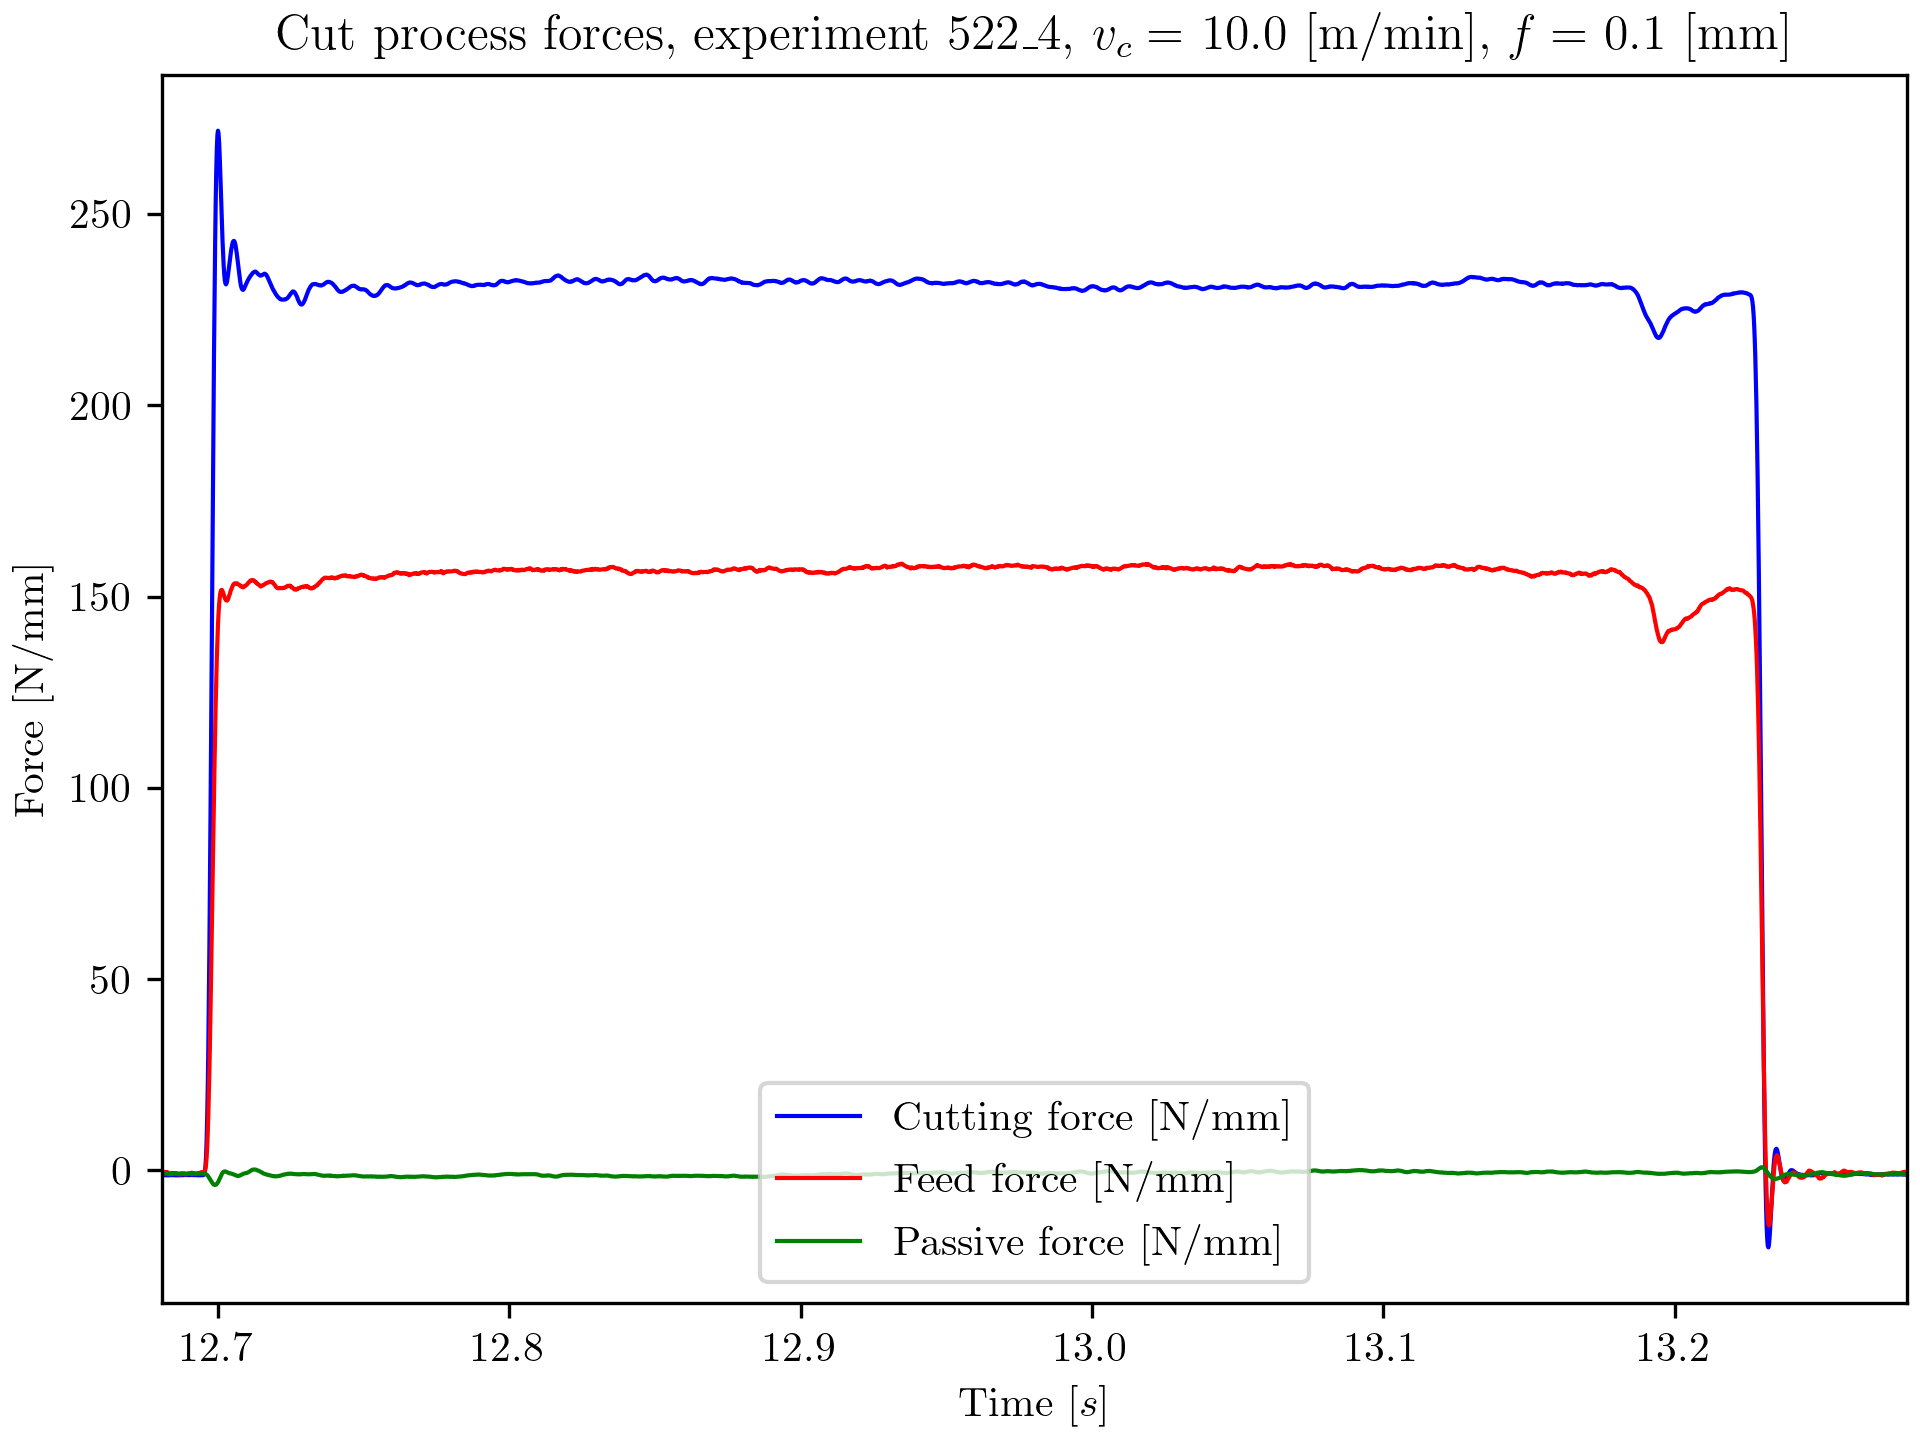 Cut process forces, experiment 522_4, v_c = 10.0 [m/min], f = 0.1 [mm]
Force [N/mm]
250
200
150
100
50
0
Cutting force [N/mm]
Feed force [N/mm]
Passive force [N/mm]
12.7 12.8 12.9 13.0 13.1 13.2
Time [s]